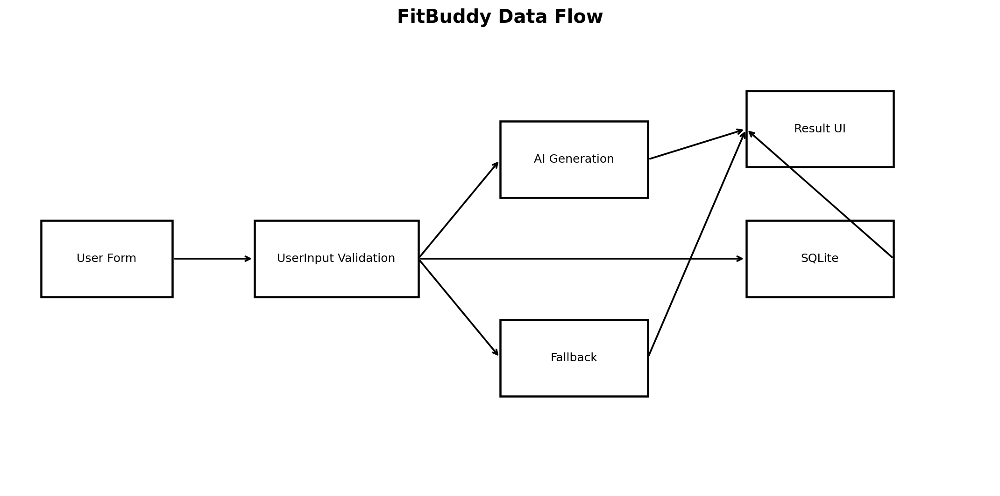 FitBuddy Data Flow
Result UI
AI Generation
User Form
UserInput Validation
SQLite
Fallback